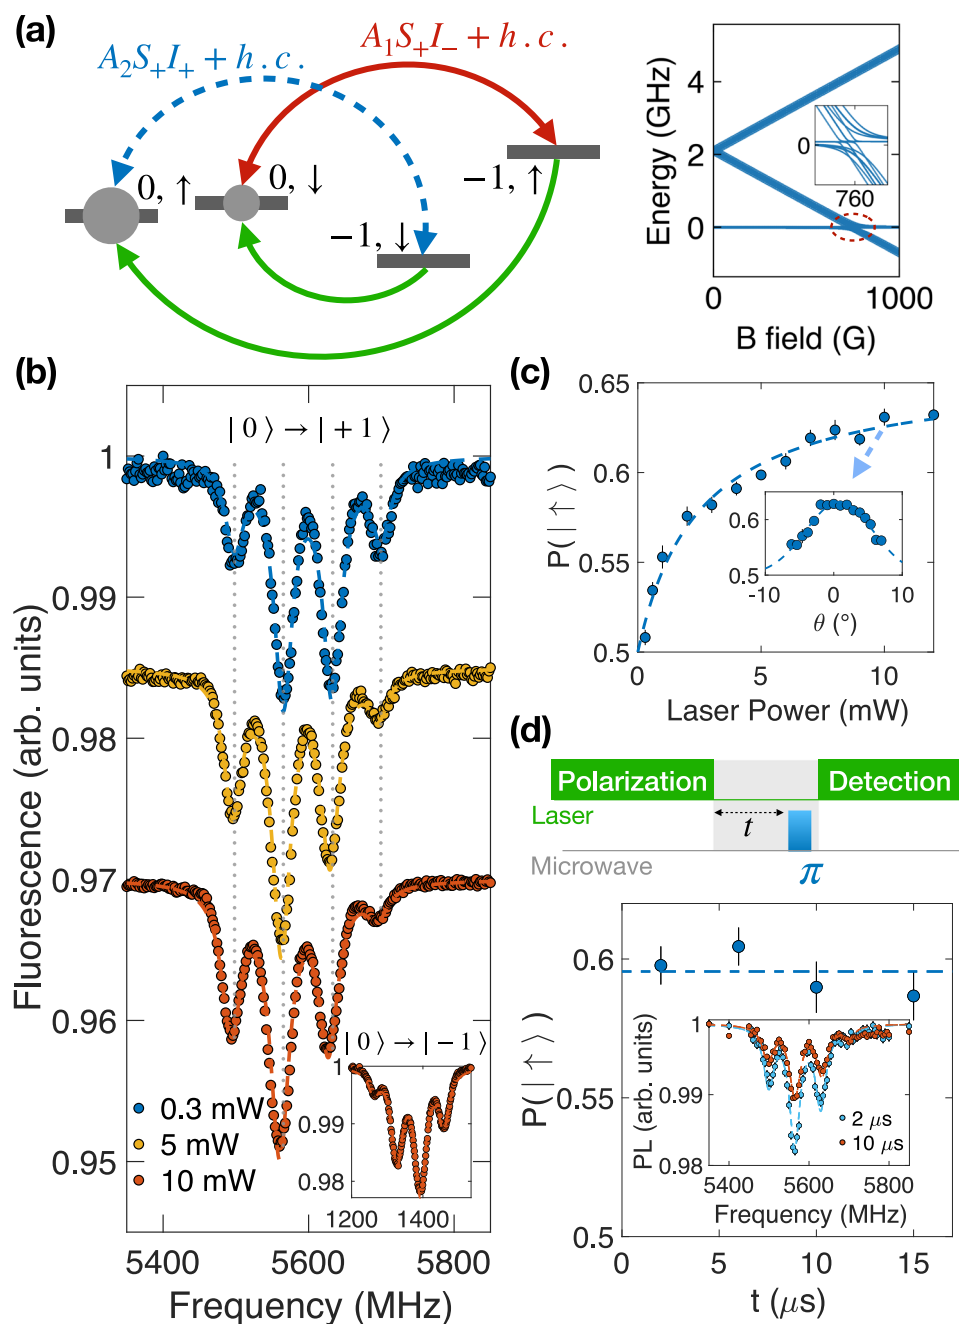 (a)
A₂S₊I₊ + h.c.
A₁S₊I₋ + h.c.
0, ↑
0, ↓
−1, ↑
−1, ↓
Energy (GHz)
4
2
0
0
760
0
1000
B field (G)
(b)
|0⟩ → |+1⟩
1
0.99
0.98
0.97
0.96
0.95
Fluorescence (arb. units)
0.3 mW
5 mW
10 mW
|0⟩ → |−1⟩
1
0.99
0.98
1200
1400
5400
5600
5800
Frequency (MHz)
(c)
0.65
0.6
0.55
0.5
P(|↑⟩)
0.6
0.5
-10
0
10
θ (°)
0
5
10
Laser Power (mW)
(d)
Polarization
Detection
Laser
t
Microwave
π
0.6
0.55
0.5
P(|↑⟩)
1
0.99
0.98
PL (arb. units)
2 μs
10 μs
5400
5600
5800
Frequency (MHz)
0
5
10
15
t (μs)